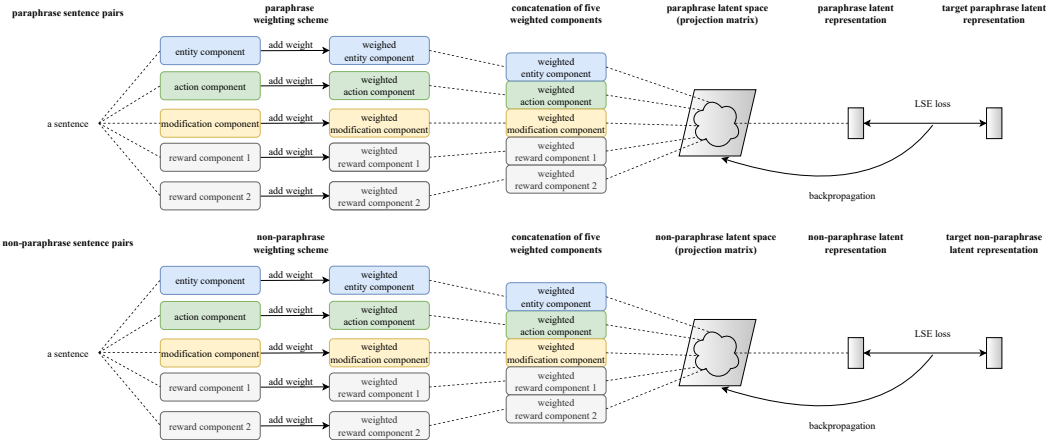 paraphrase sentence pairs
paraphrase
weighting scheme
concatenation of five
weighted components
paraphrase latent space
(projection matrix)
paraphrase latent
representation
target paraphrase latent
representation
a sentence
entity component
add weight
weighed
entity component
action component
add weight
weighted
action component
modification component
add weight
weighted
modification component
reward component 1
add weight
weighted
reward component 1
reward component 2
add weight
weighted
reward component 2
weighted
entity component
weighted
action component
weighted
modification component
weighted
reward component 1
weighted
reward component 2
LSE loss
backpropagation
non-paraphrase sentence pairs
non-paraphrase
weighting scheme
concatenation of five
weighted components
non-paraphrase latent space
(projection matrix)
non-paraphrase latent
representation
target non-paraphrase
latent representation
a sentence
entity component
add weight
weighted
entity component
action component
add weight
weighted
action component
modification component
add weight
weighted
modification component
reward component 1
add weight
weighted
reward component 1
reward component 2
add weight
weighted
reward component 2
weighted
entity component
weighted
action component
weighted
modification component
weighted
reward component 1
weighted
reward component 2
LSE loss
backpropagation